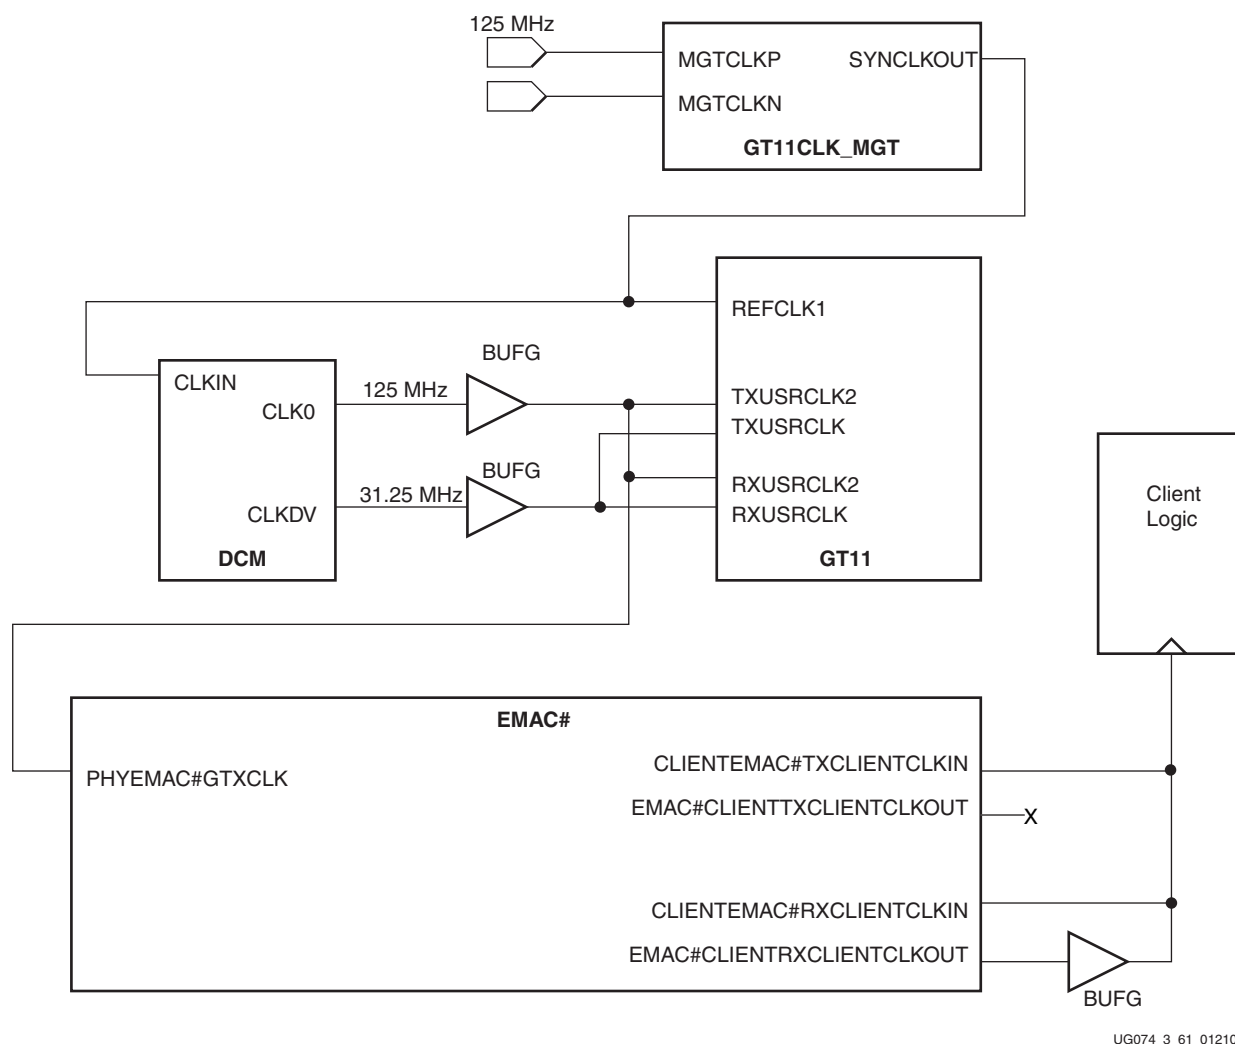 125 MHz
MGTCLKP
SYNCLKOUT
MGTCLKN
GT11CLK_MGT
REFCLK1
BUFG
CLKIN
125 MHz
CLK0
TXUSRCLK2
TXUSRCLK
BUFG
31.25 MHz
RXUSRCLK2
CLKDV
RXUSRCLK
DCM
GT11
Client
Logic
EMAC#
PHYEMAC#GTXCLK
CLIENTEMAC#TXCLIENTCLKIN
EMAC#CLIENTTXCLIENTCLKOUT
X
CLIENTEMAC#RXCLIENTCLKIN
EMAC#CLIENTRXCLIENTCLKOUT
BUFG
UG074_3_61_01210